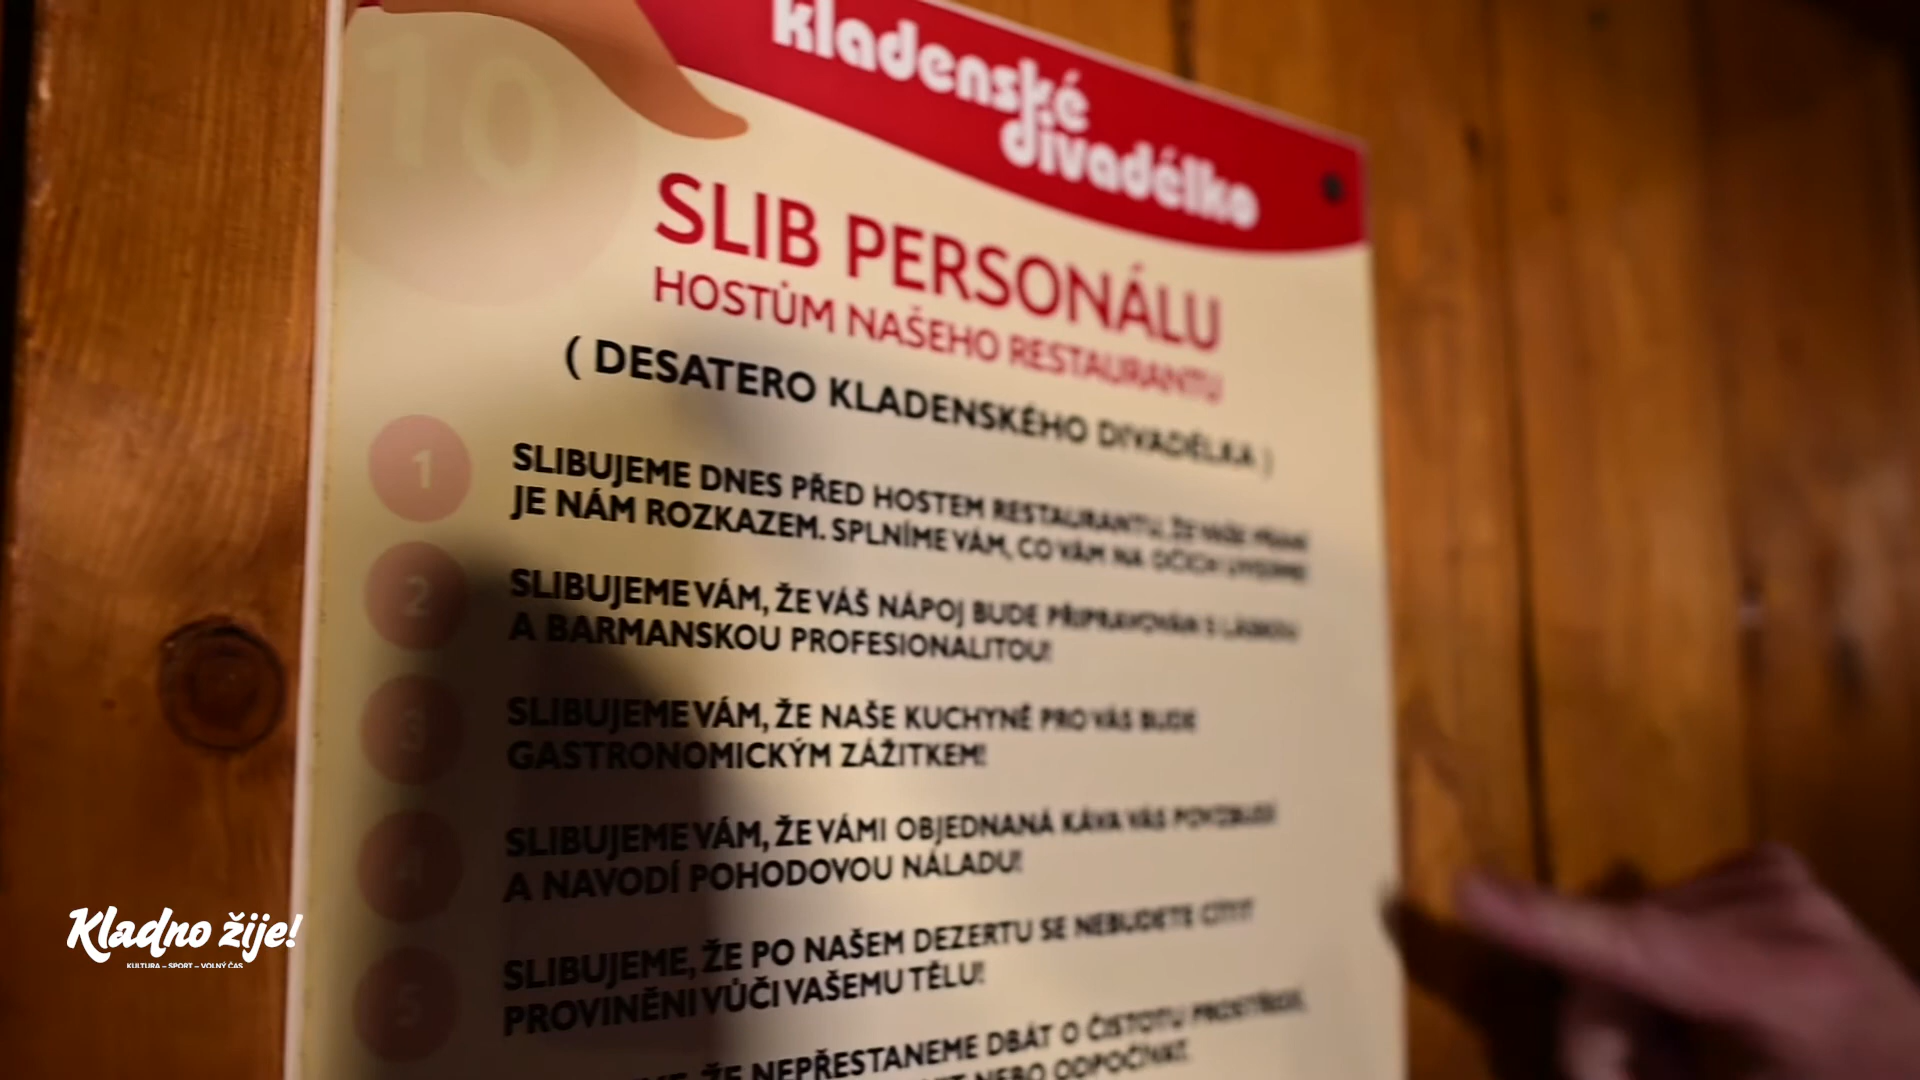 10
kladenské
divadélko
SLIB PERSONÁLU
HOSTŮM NAŠEHO RESTAURANTU
( DESATERO KLADENSKÉHO DIVADÉLKA )
1
SLIBUJEME DNES PŘED HOSTEM RESTAURANTU, ŽE VAŠE PŘÁNÍ
JE NÁM ROZKAZEM. SPLNÍME VÁM, CO VÁM NA OČÍCH UVIDÍME
2
SLIBUJEME VÁM, ŽE VÁŠ NÁPOJ BUDE PŘIPRAVOVÁN S LÁSKOU
A BARMANSKOU PROFESIONALITOU!
3
SLIBUJEME VÁM, ŽE NAŠE KUCHYNĚ PRO VÁS BUDE
GASTRONOMICKÝM ZÁŽITKEM!
4
SLIBUJEME VÁM, ŽE VÁMI OBJEDNANÁ KÁVA VÁS POVZBUDÍ
A NAVODÍ POHODOVOU NÁLADU!
5
SLIBUJEME, ŽE PO NAŠEM DEZERTU SE NEBUDETE CÍTIT
PROVINĚNI VŮČI VAŠEMU TĚLU!
ŽE NEPŘESTANEME DBÁT O ČISTOTU PROSTŘEDÍ,
NEBO ODPOČÍVAT.
Kladno žije!
KULTURA – SPORT – VOLNÝ ČAS